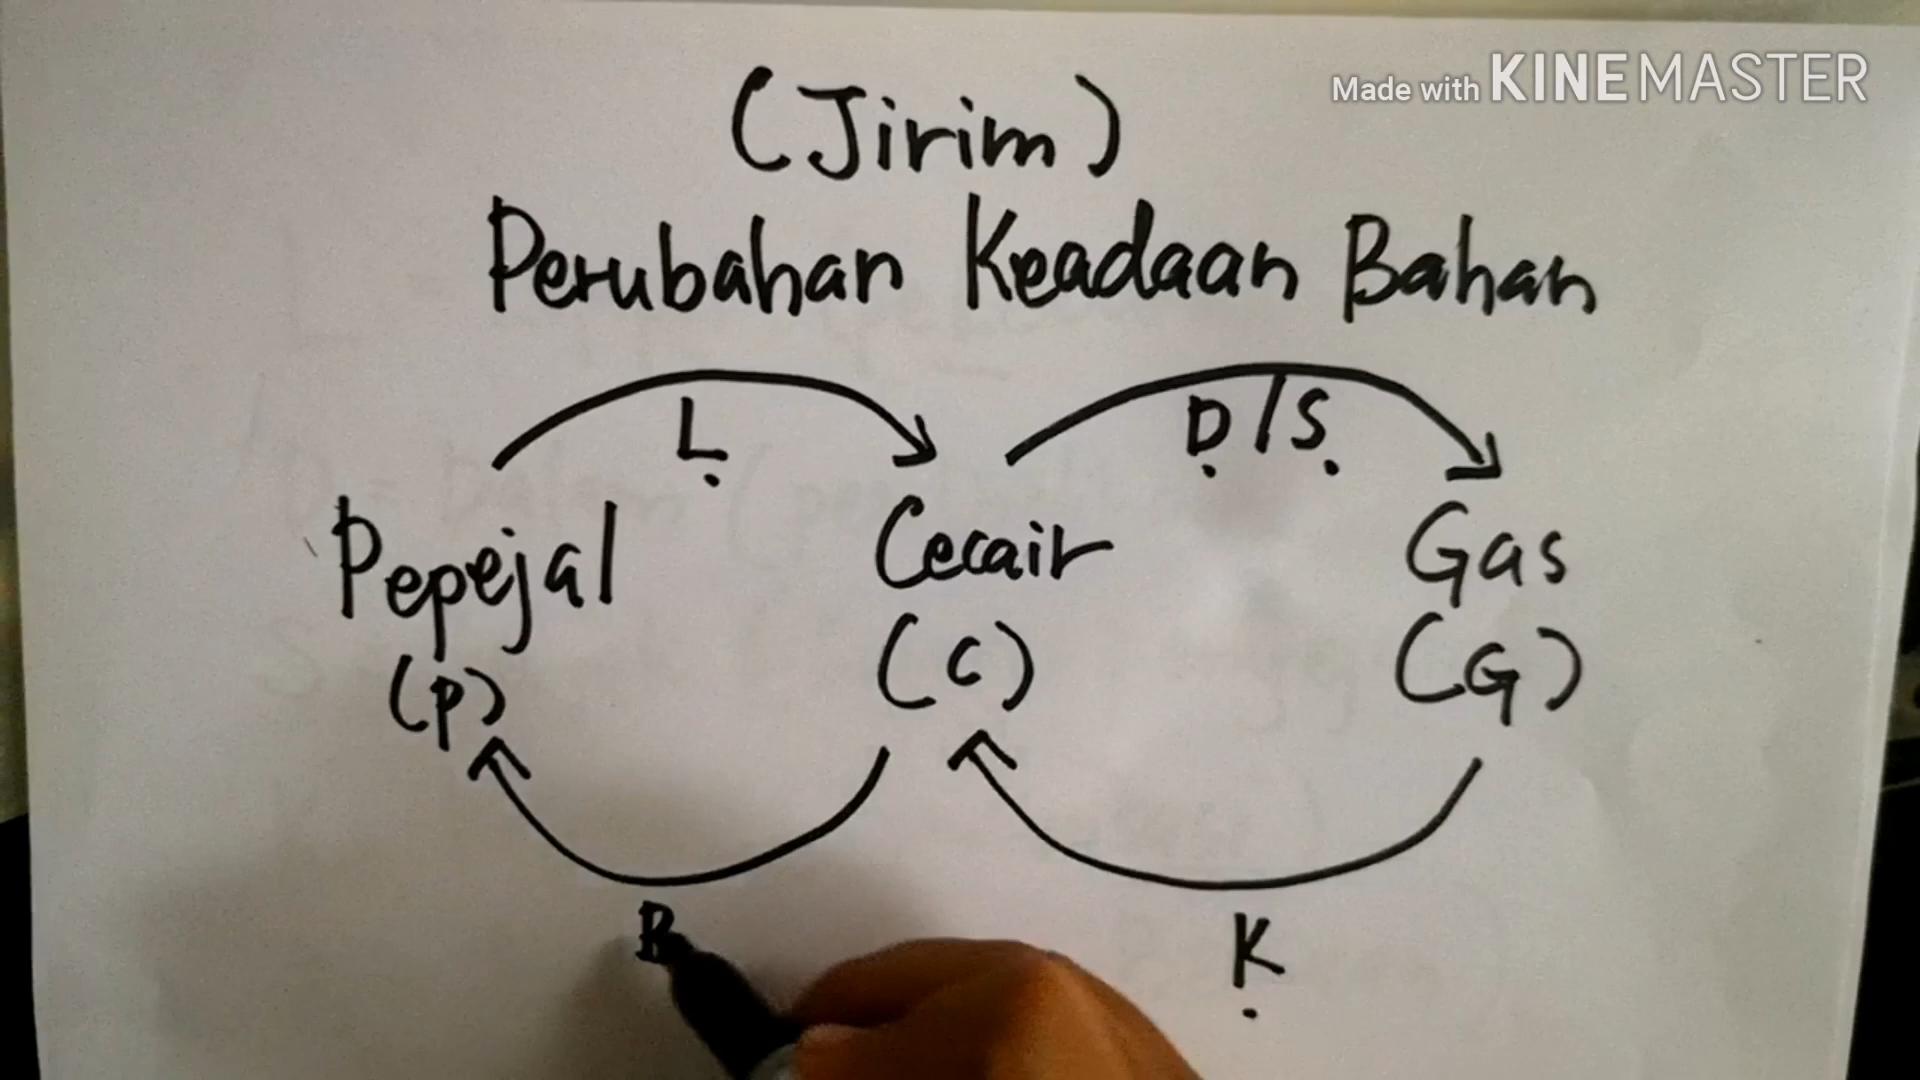 Made with KINEMASTER
(Jirim)
Perubahan Keadaan Bahan
L
D/S
Pepejal
Cecair
Gas
(P)
(C)
(G)
B
K